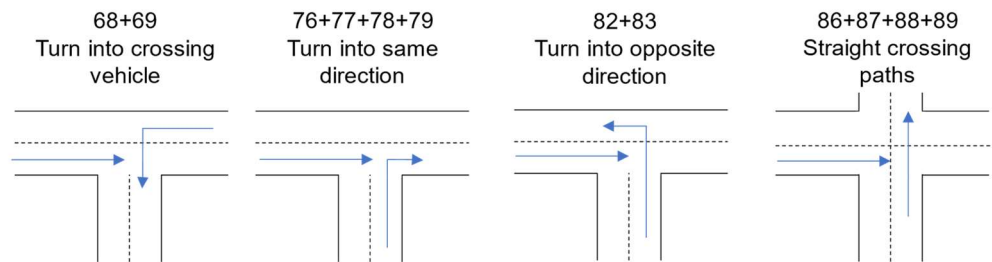 68+69
Turn into crossing
vehicle
76+77+78+79
Turn into same
direction
82+83
Turn into opposite
direction
86+87+88+89
Straight crossing
paths